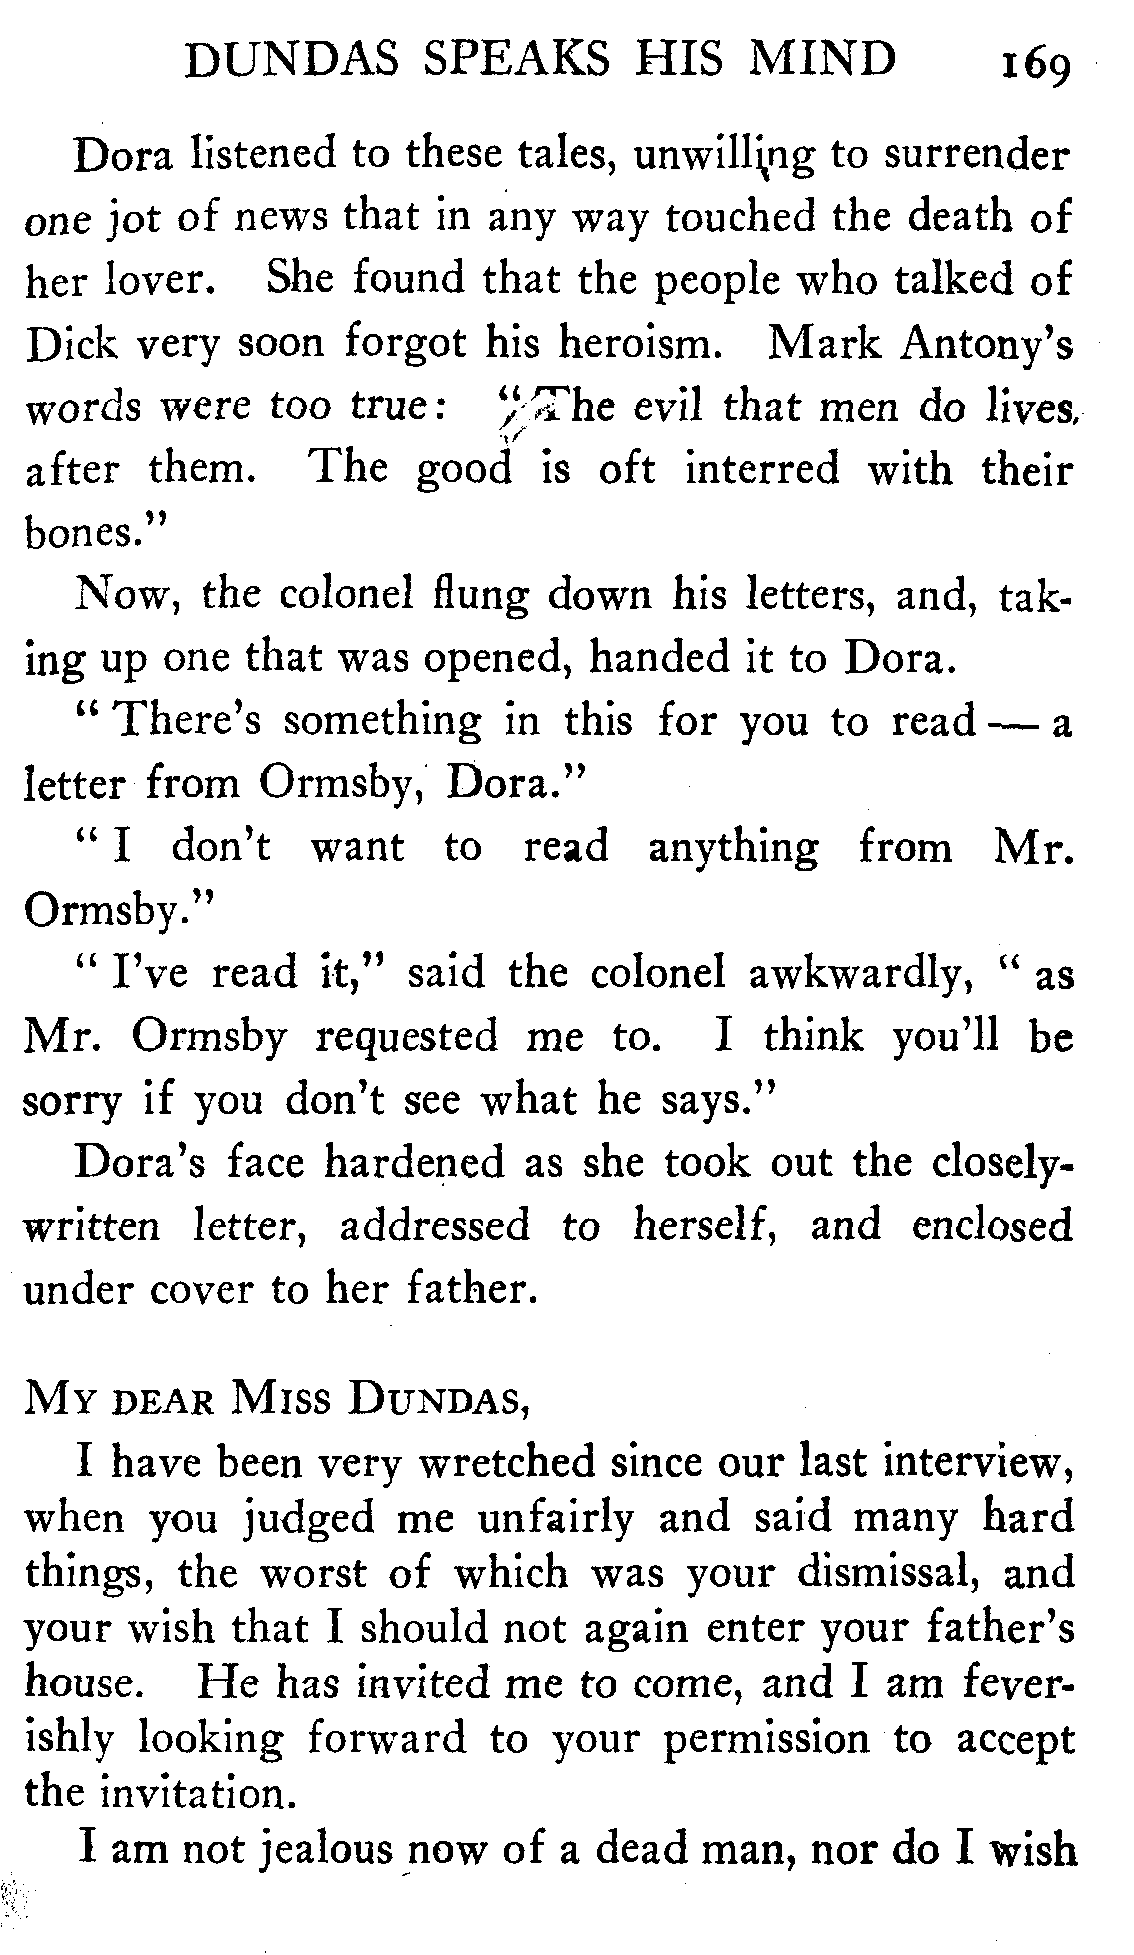 DUNDAS SPEAKS HIS MIND 169
Dora listened to these tales, unwilling to surrender
one jot of news that in any way touched the death of
her lover. She found that the people who talked of
Dick very soon forgot his heroism. Mark Antony's
words were too true: "The evil that men do lives
after them. The good is oft interred with their
bones."
Now, the colonel flung down his letters, and, tak-
ing up one that was opened, handed it to Dora.
"There's something in this for you to read — a
letter from Ormsby, Dora."
"I don't want to read anything from Mr.
Ormsby."
"I've read it," said the colonel awkwardly, "as
Mr. Ormsby requested me to. I think you'll be
sorry if you don't see what he says."
Dora's face hardened as she took out the closely-
written letter, addressed to herself, and enclosed
under cover to her father.
MY DEAR MISS DUNDAS,
I have been very wretched since our last interview,
when you judged me unfairly and said many hard
things, the worst of which was your dismissal, and
your wish that I should not again enter your father's
house. He has invited me to come, and I am fever-
ishly looking forward to your permission to accept
the invitation.
I am not jealous now of a dead man, nor do I wish